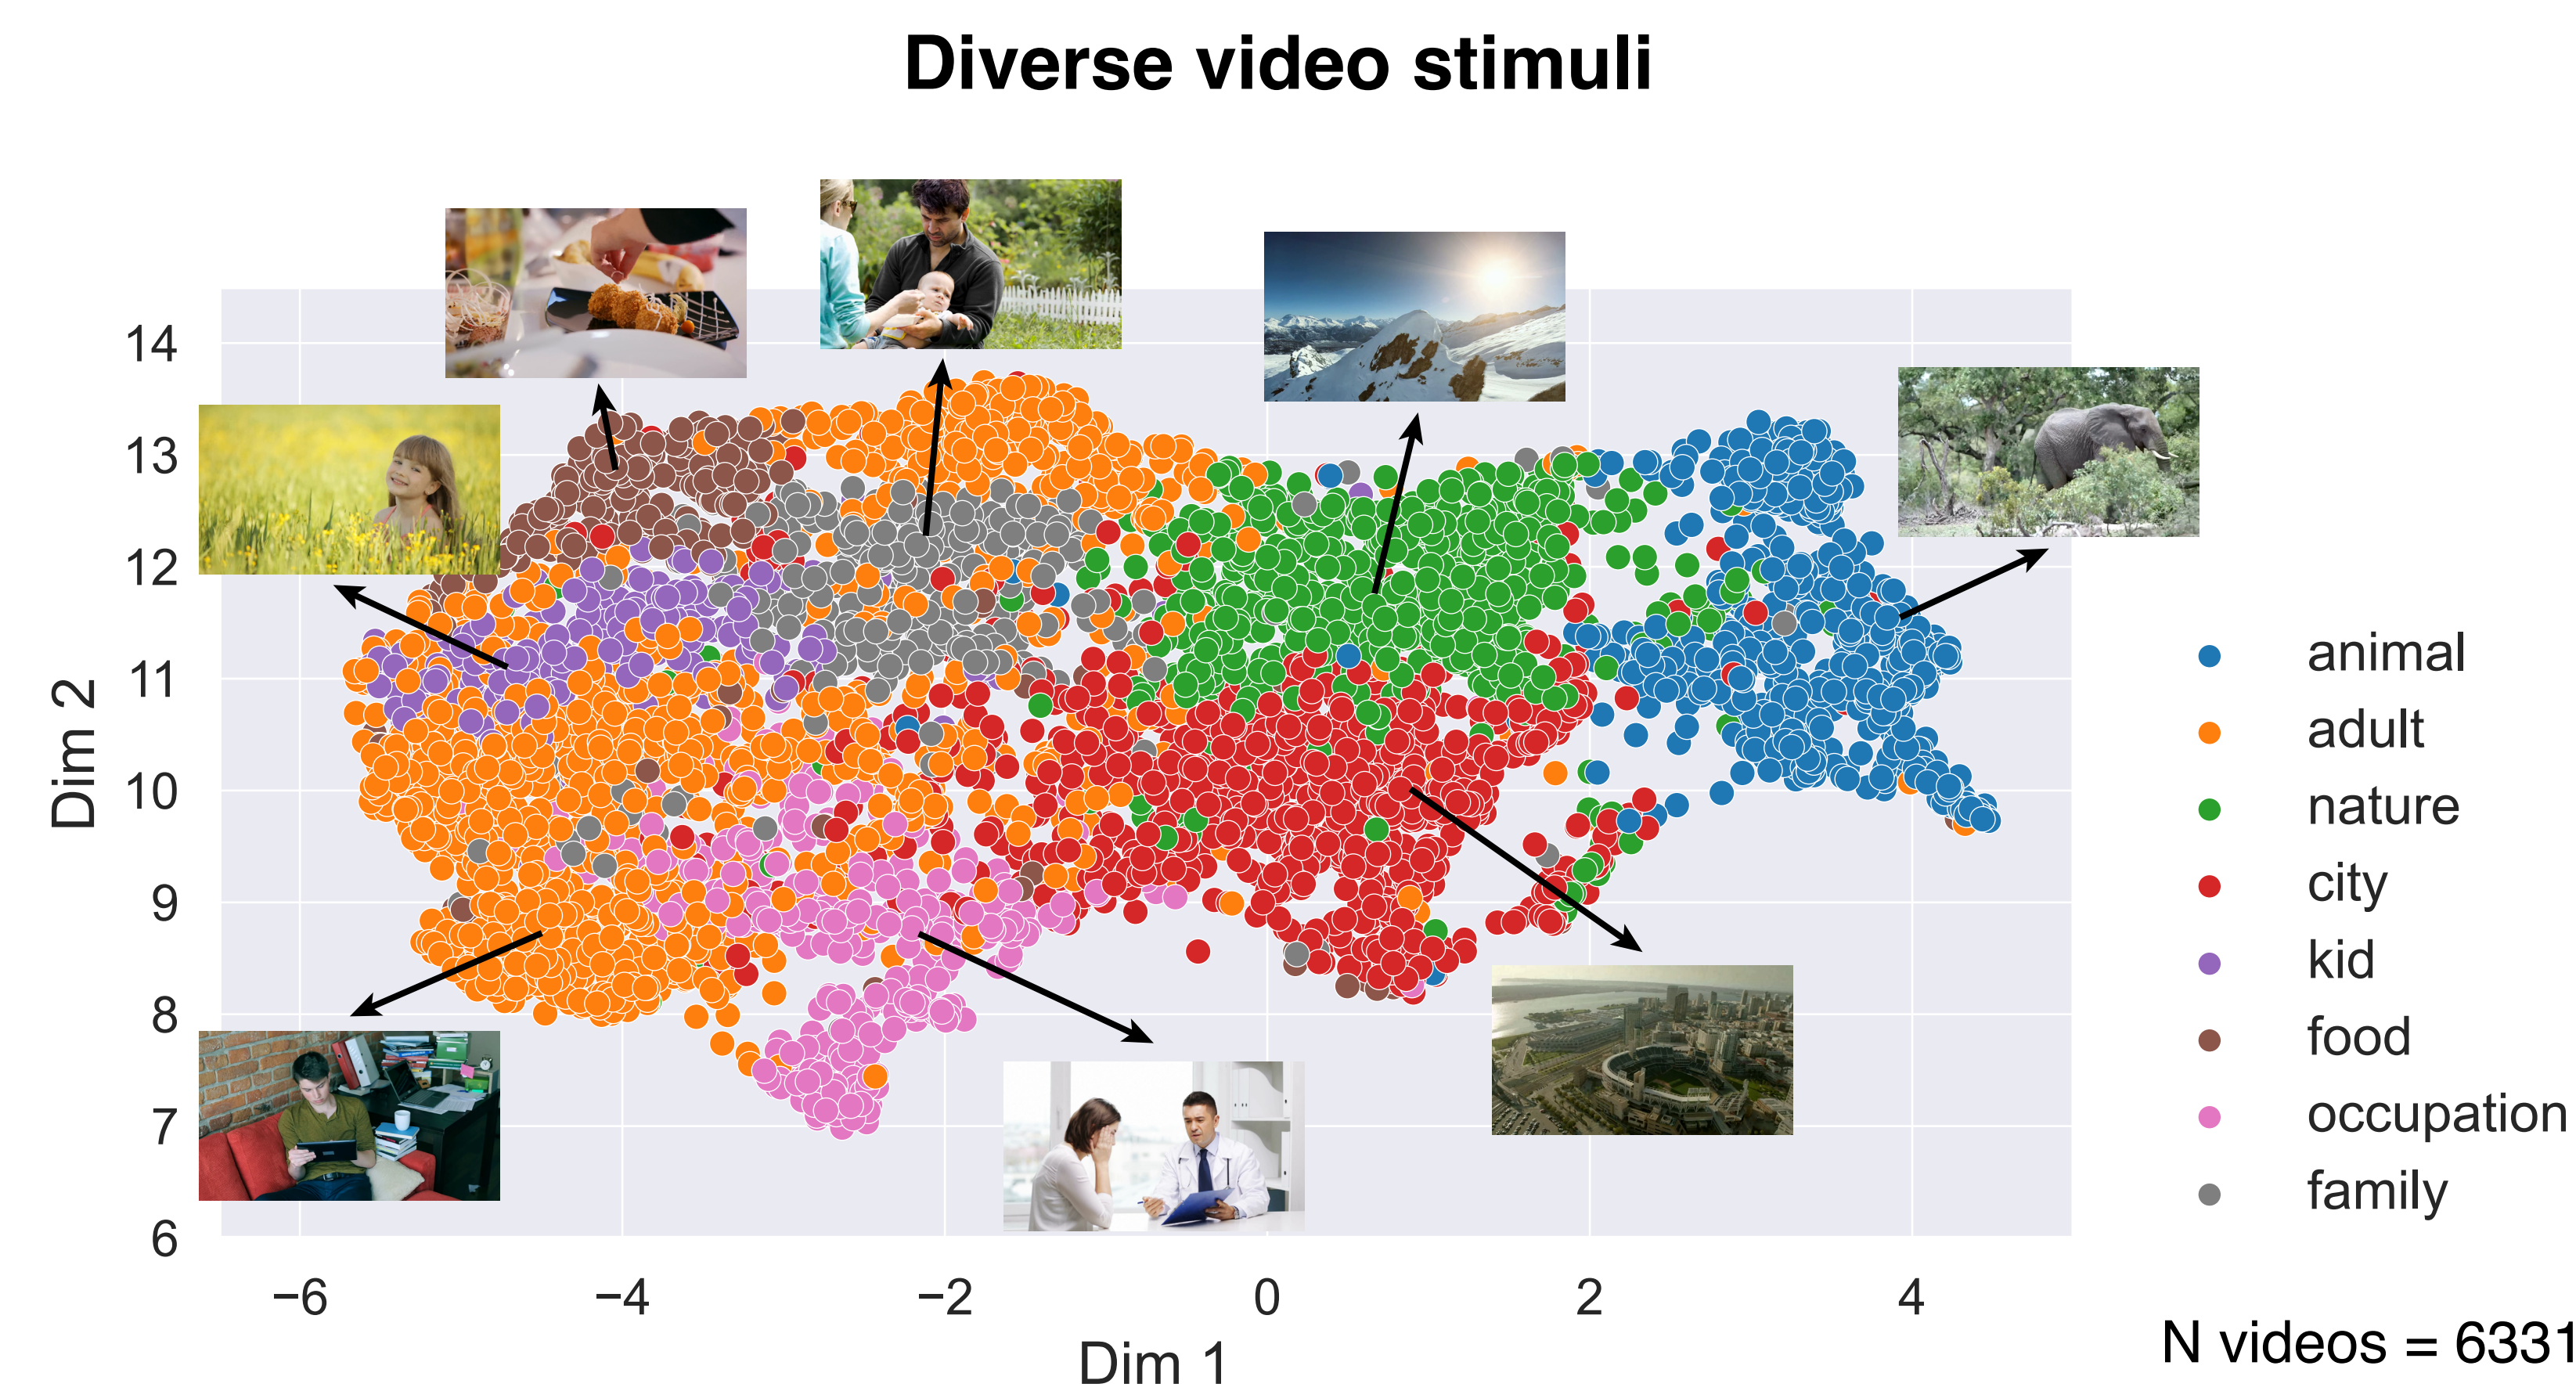 Diverse video stimuli
14
13
12
11
10
9
8
7
6
Dim 2
−6
−4
−2
0
2
4
Dim 1
animal
adult
nature
city
kid
food
occupation
family
N videos = 6331